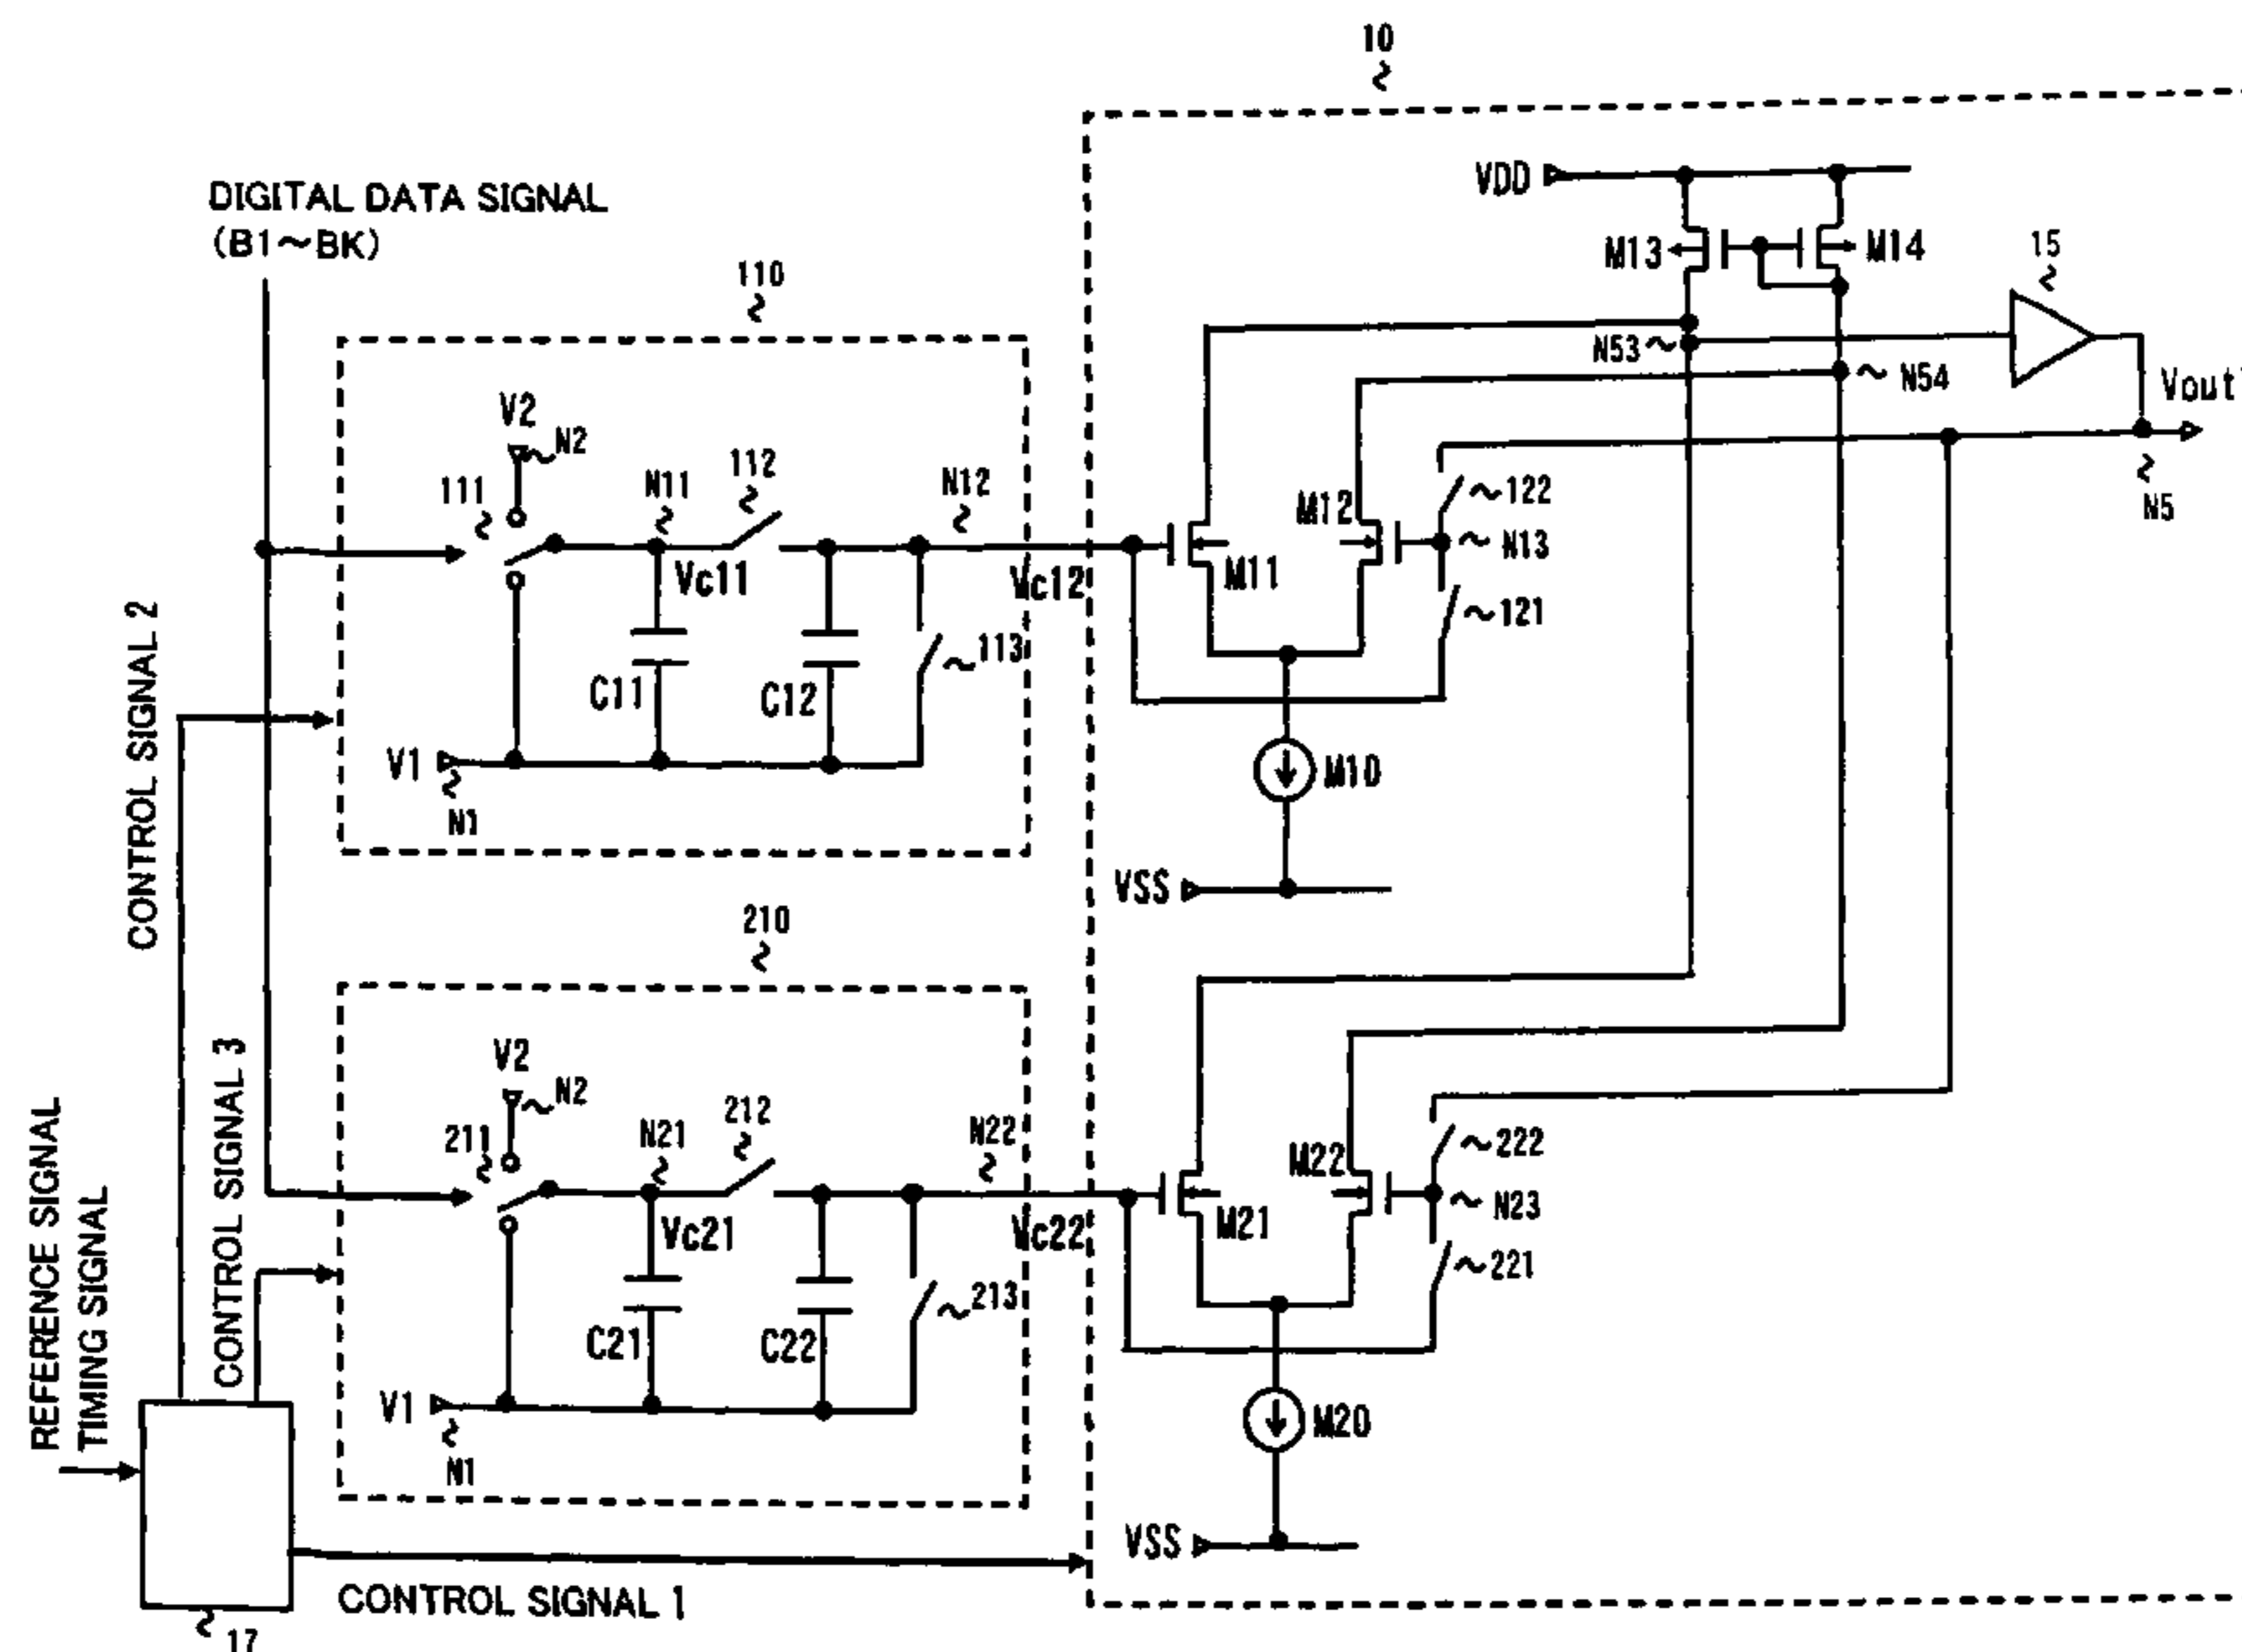 10
VDD
DIGITAL DATA SIGNAL
(B1~BK)
M13
M14
15
110
N53
N54
Vout
V2
N2
111
N11
112
N12
M12
122
N13
N5
Vc11
Vc12
M11
121
113
C11
C12
V1
N1
M10
VSS
CONTROL SIGNAL 2
210
V2
N2
211
N21
212
N22
M22
222
N23
Vc21
Vc22
M21
221
213
C21
C22
V1
N1
M20
VSS
CONTROL SIGNAL 3
REFERENCE SIGNAL
TIMING SIGNAL
CONTROL SIGNAL 1
17